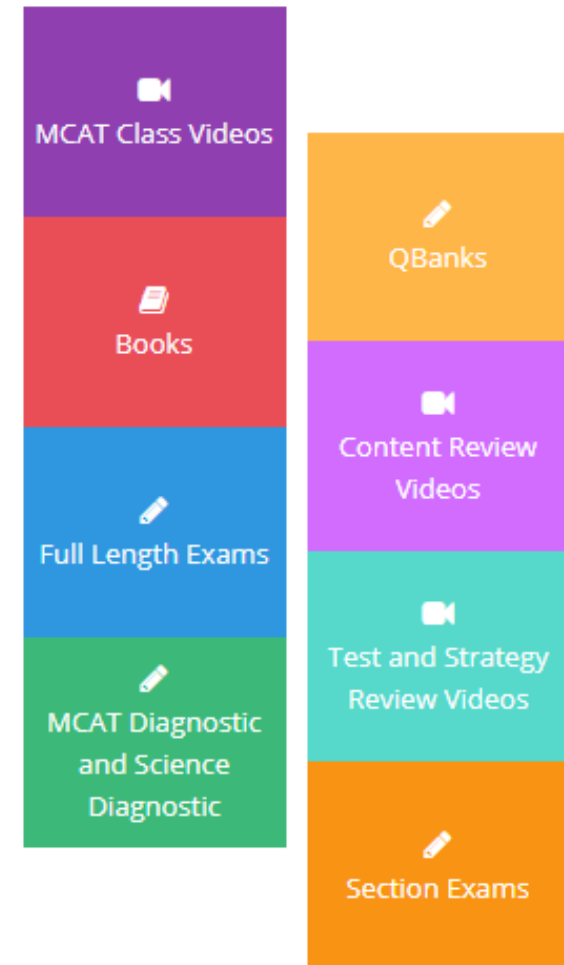 MCAT Class Videos
Books
Full Length Exams
MCAT Diagnostic
and Science
Diagnostic
QBanks
Content Review
Videos
Test and Strategy
Review Videos
Section Exams